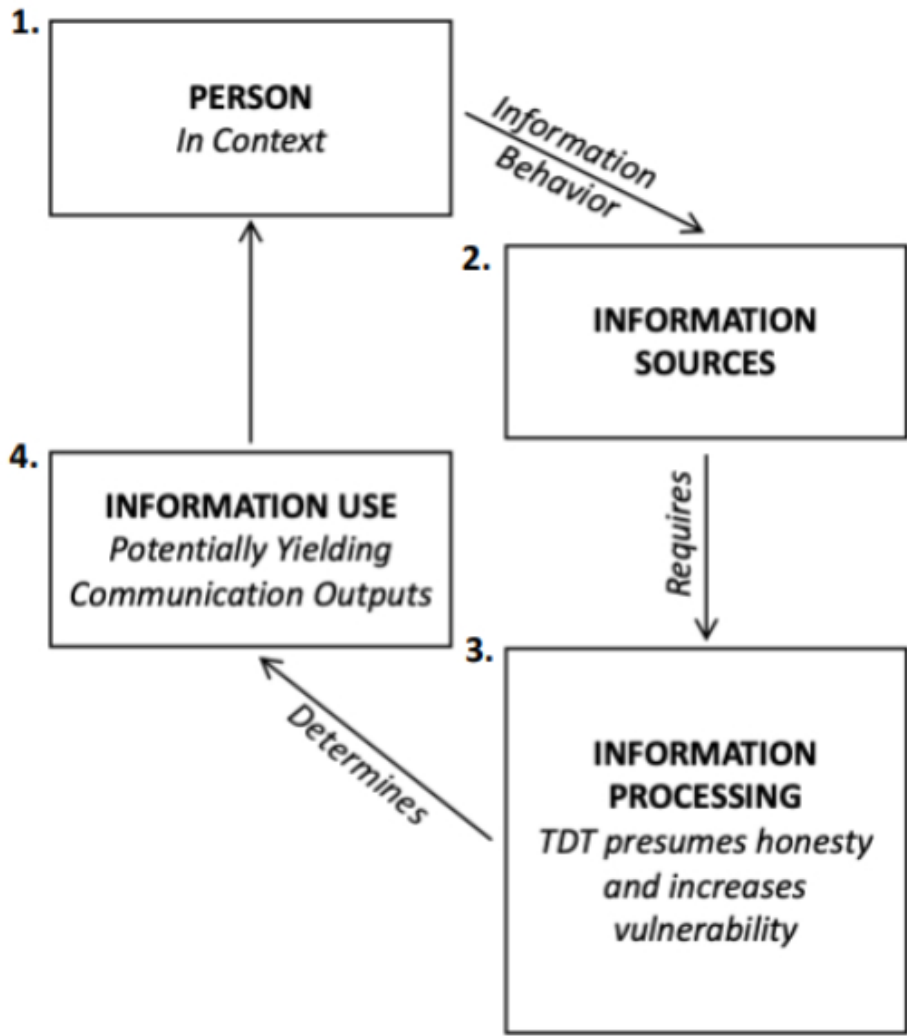 1.
PERSON
In Context
Information
Behavior
2.
INFORMATION
SOURCES
Requires
3.
INFORMATION
PROCESSING
TDT presumes honesty
and increases
vulnerability
Determines
4.
INFORMATION USE
Potentially Yielding
Communication Outputs